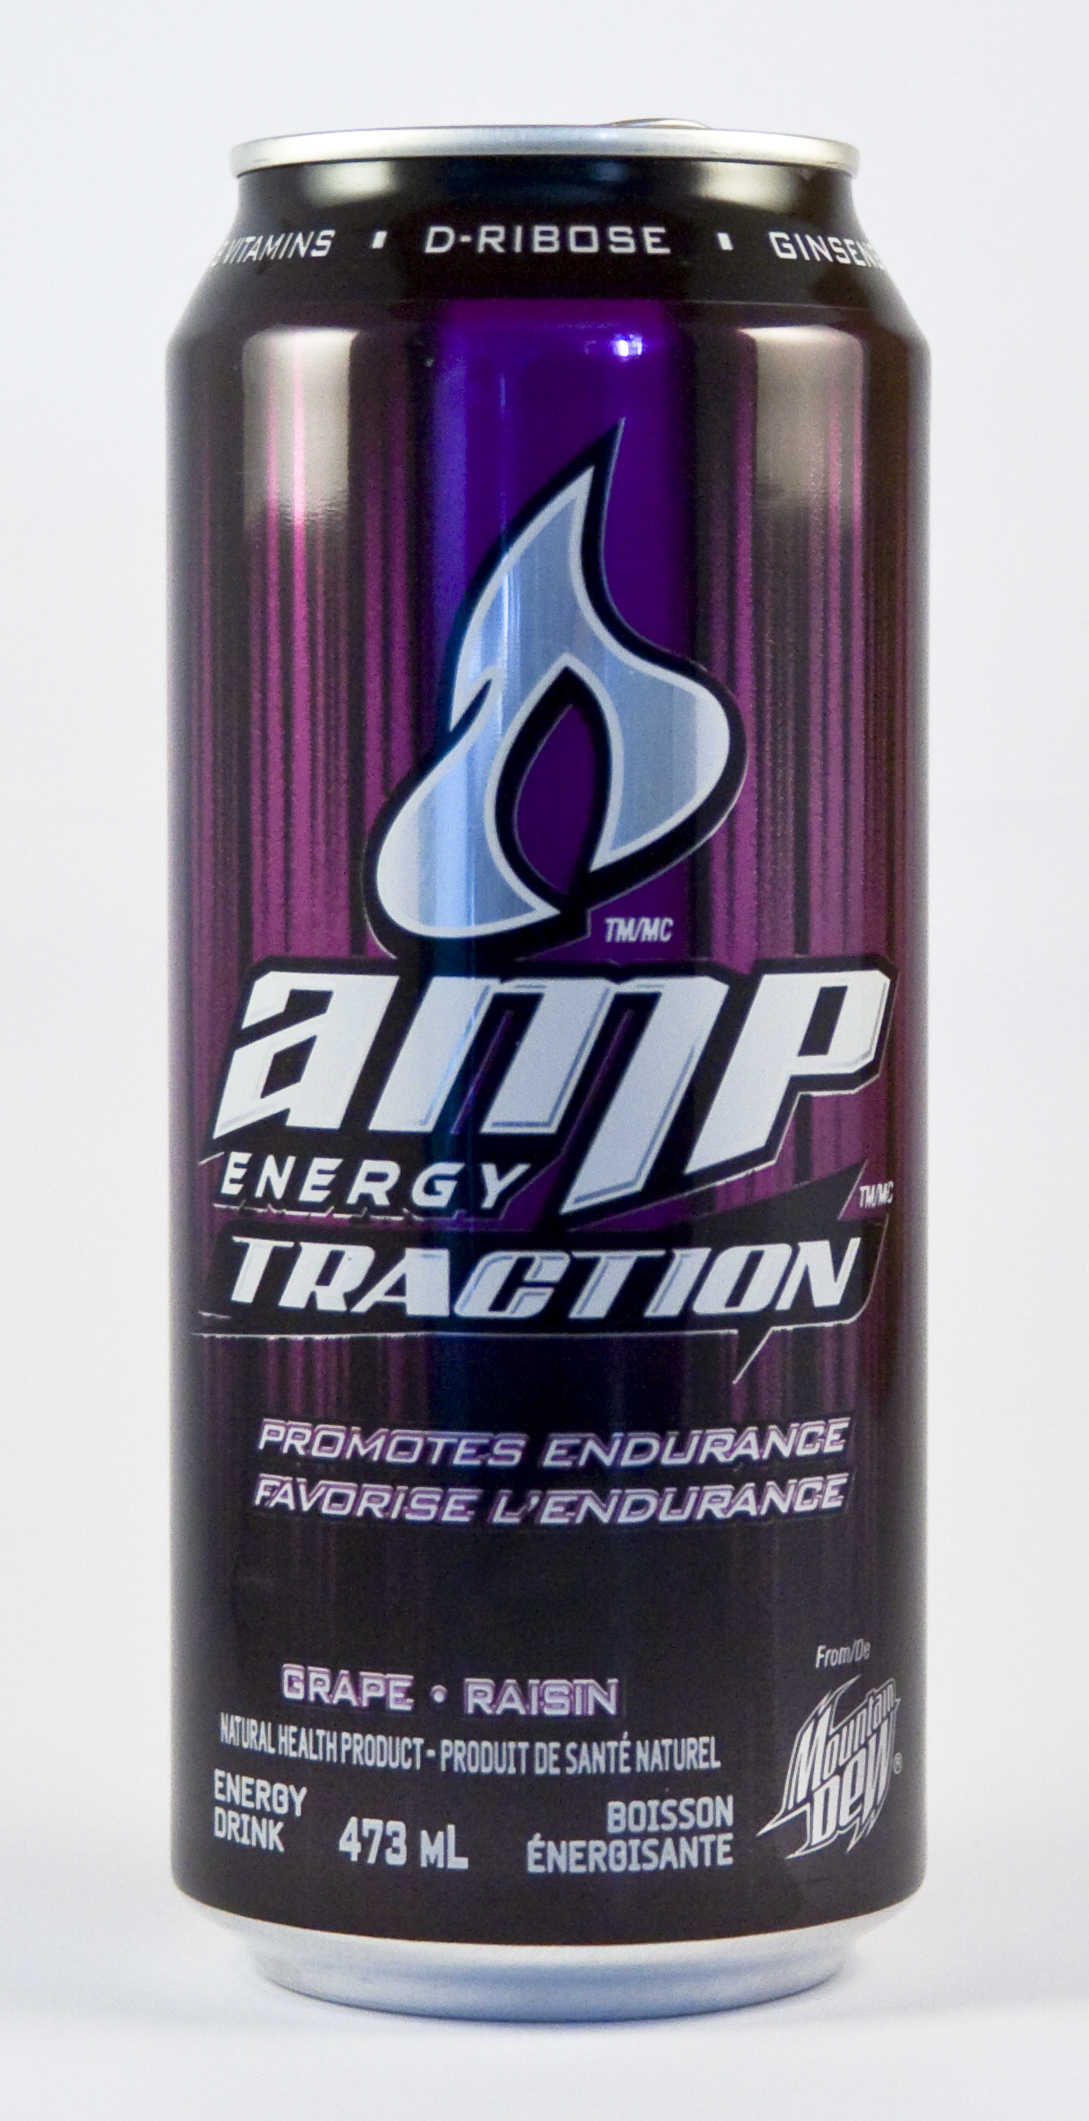 VITAMINS ▪ D-RIBOSE ▪ GINSENG
TM/MC
amp
ENERGY
TM/MC
TRACTION
PROMOTES ENDURANCE
FAVORISE L'ENDURANCE
From/De
Mountain
Dew®
GRAPE • RAISIN
NATURAL HEALTH PRODUCT - PRODUIT DE SANTÉ NATUREL
ENERGY
DRINK
473 mL
BOISSON
ÉNERGISANTE